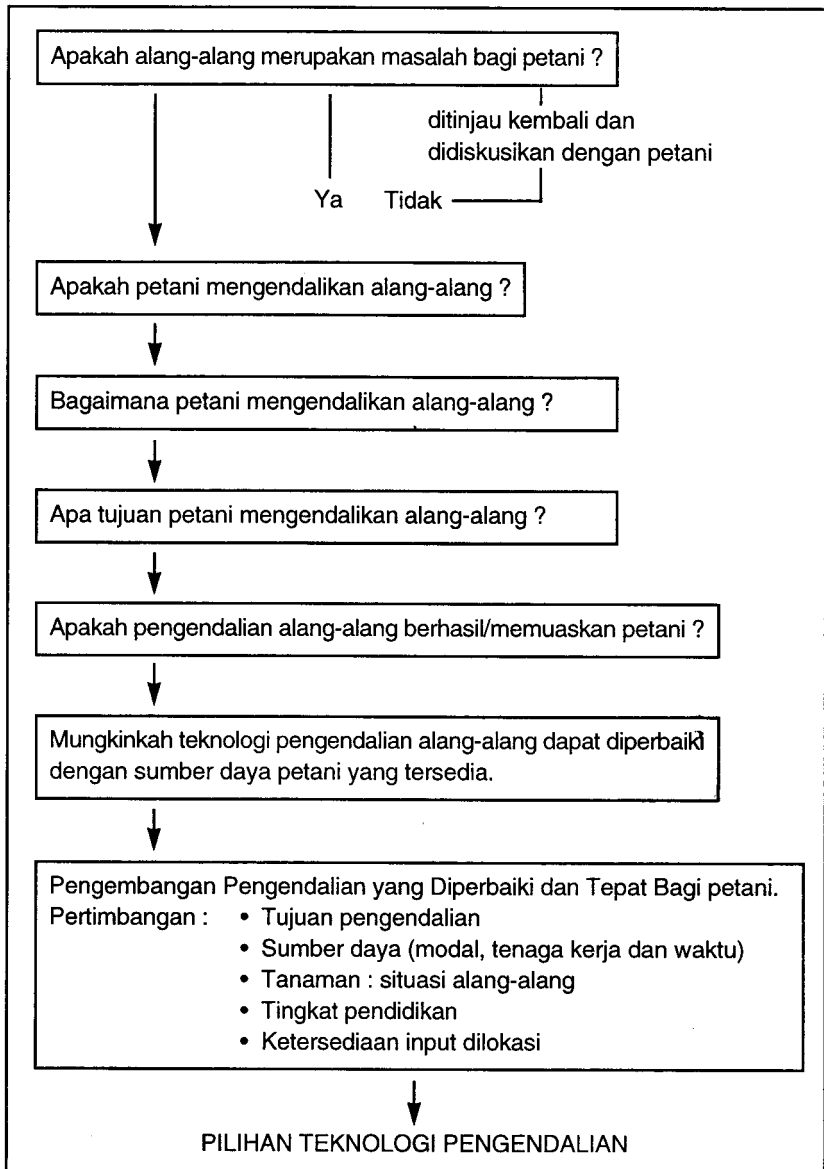 Apakah alang-alang merupakan masalah bagi petani ?
ditinjau kembali dan
didiskusikan dengan petani
Ya Tidak
Apakah petani mengendalikan alang-alang ?
Bagaimana petani mengendalikan alang-alang ?
Apa tujuan petani mengendalikan alang-alang ?
Apakah pengendalian alang-alang berhasil/memuaskan petani ?
Mungkinkah teknologi pengendalian alang-alang dapat diperbaiki
dengan sumber daya petani yang tersedia.
Pengembangan Pengendalian yang Diperbaiki dan Tepat Bagi petani.
Pertimbangan : • Tujuan pengendalian
• Sumber daya (modal, tenaga kerja dan waktu)
• Tanaman : situasi alang-alang
• Tingkat pendidikan
• Ketersediaan input dilokasi
PILIHAN TEKNOLOGI PENGENDALIAN